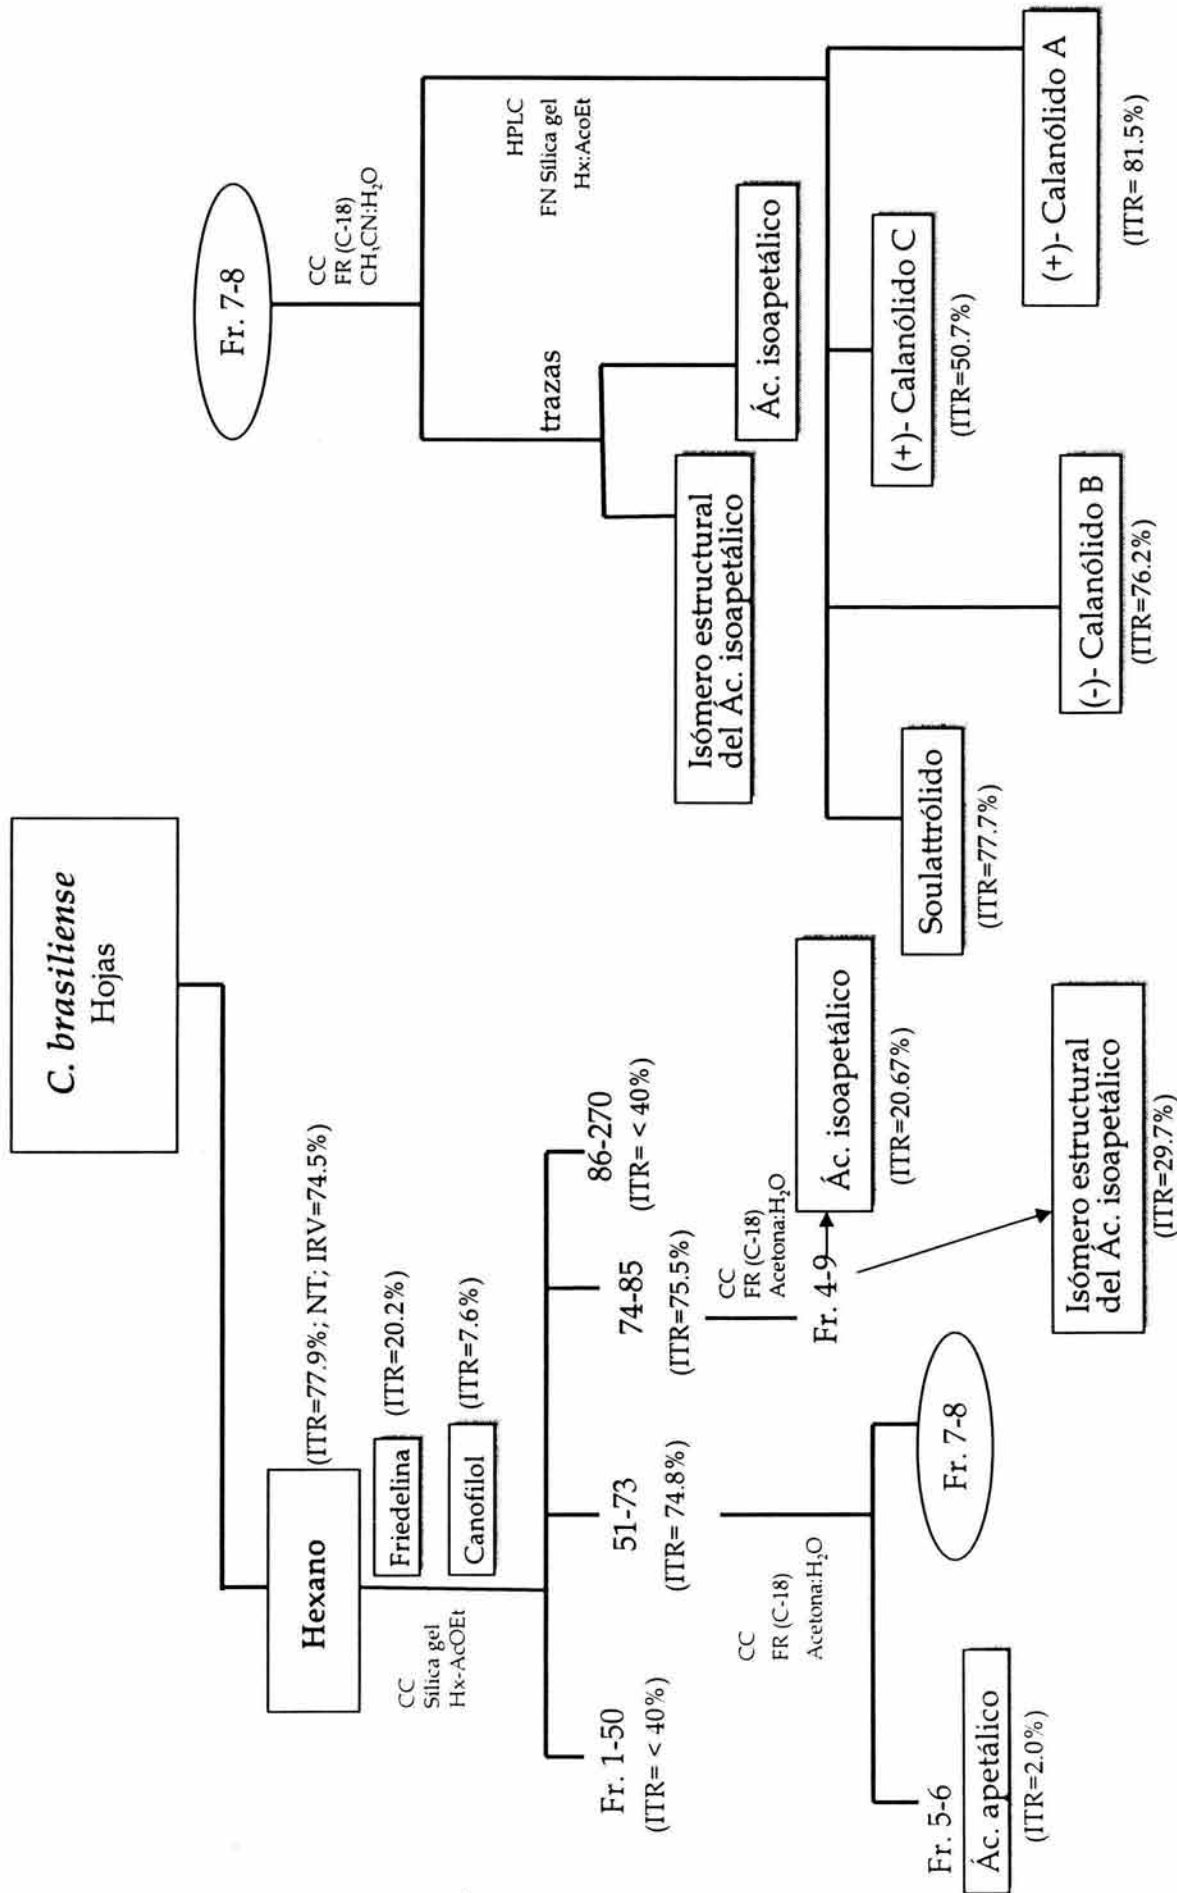 C. brasiliense
Hojas
Hexano
(ITR=77.9%; NT; IRV=74.5%)
Friedelina
(ITR=20.2%)
Canofilol
(ITR=7.6%)
CC
Sílica gel
Hx-AcOEt
Fr. 1-50
(ITR= < 40%)
51-73
(ITR= 74.8%)
74-85
(ITR=75.5%)
86-270
(ITR= < 40%)
CC
FR (C-18)
Acetona:H₂O
Fr. 5-6
Ác. apetálico
(ITR=2.0%)
Fr. 7-8
CC
FR (C-18)
Acetona:H₂O
Fr. 4-9
Ác. isoapetálico
(ITR=20.67%)
Isómero estructural
del Ác. isoapetálico
(ITR=29.7%)
Fr. 7-8
CC
FR (C-18)
CH₃CN:H₂O
trazas
Isómero estructural
del Ác. isoapetálico
Ác. isoapetálico
HPLC
FN Sílica gel
Hx:AcoEt
Soulattrólido
(ITR=77.7%)
(-)- Calanólido B
(ITR=76.2%)
(+)- Calanólido C
(ITR=50.7%)
(+)- Calanólido A
(ITR= 81.5%)